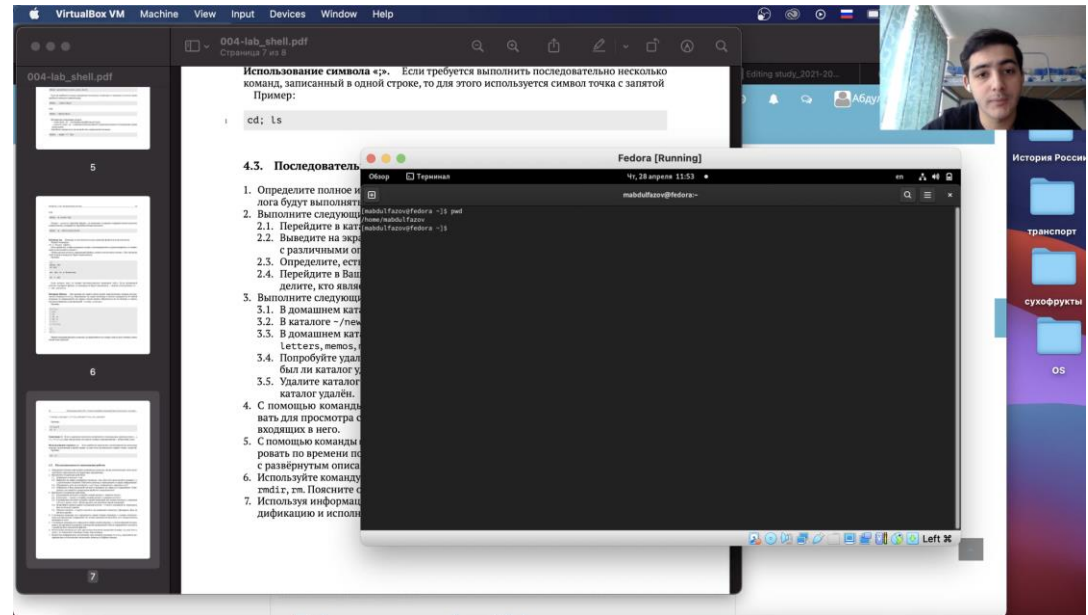 VirtualBox VM Machine View Input Devices Window Help
004-lab_shell.pdf
Страница 7 из 8
004-lab_shell.pdf
5
6
7
Использование символа «;». Если требуется выполнить последовательно несколько
команд, записанный в одной строке, то для этого используется символ точка с запятой
Пример:
1 cd; ls
4.3. Последователь
1. Определите полное и
лога будут выполнят
2. Выполните следующи
2.1. Перейдите в ката
2.2. Выведите на экра
с различными оп
2.3. Определите, есть
2.4. Перейдите в Ваш
делите, кто явля
3. Выполните следующи
3.1. В домашнем ката
3.2. В каталоге ~/new
3.3. В домашнем ката
letters, memos,
3.4. Попробуйте удал
был ли каталог у
3.5. Удалите каталог
каталог удалён.
4. С помощью команды
вать для просмотра с
входящих в него.
5. С помощью команды
ровать по времени по
с развёрнутым описа
6. Используйте команду
rmdir, rm. Поясните с
7. Используя информац
дификацию и исполн
Editing study_2021-20...
Абдул
Fedora [Running]
Обзор Терминал Чт, 28 апреля 11:53 en
mabdulfazov@fedora:~
[mabdulfazov@fedora ~]$ pwd
/home/mabdulfazov
[mabdulfazov@fedora ~]$
Left ⌘
История Росси
транспорт
сухофрукты
OS